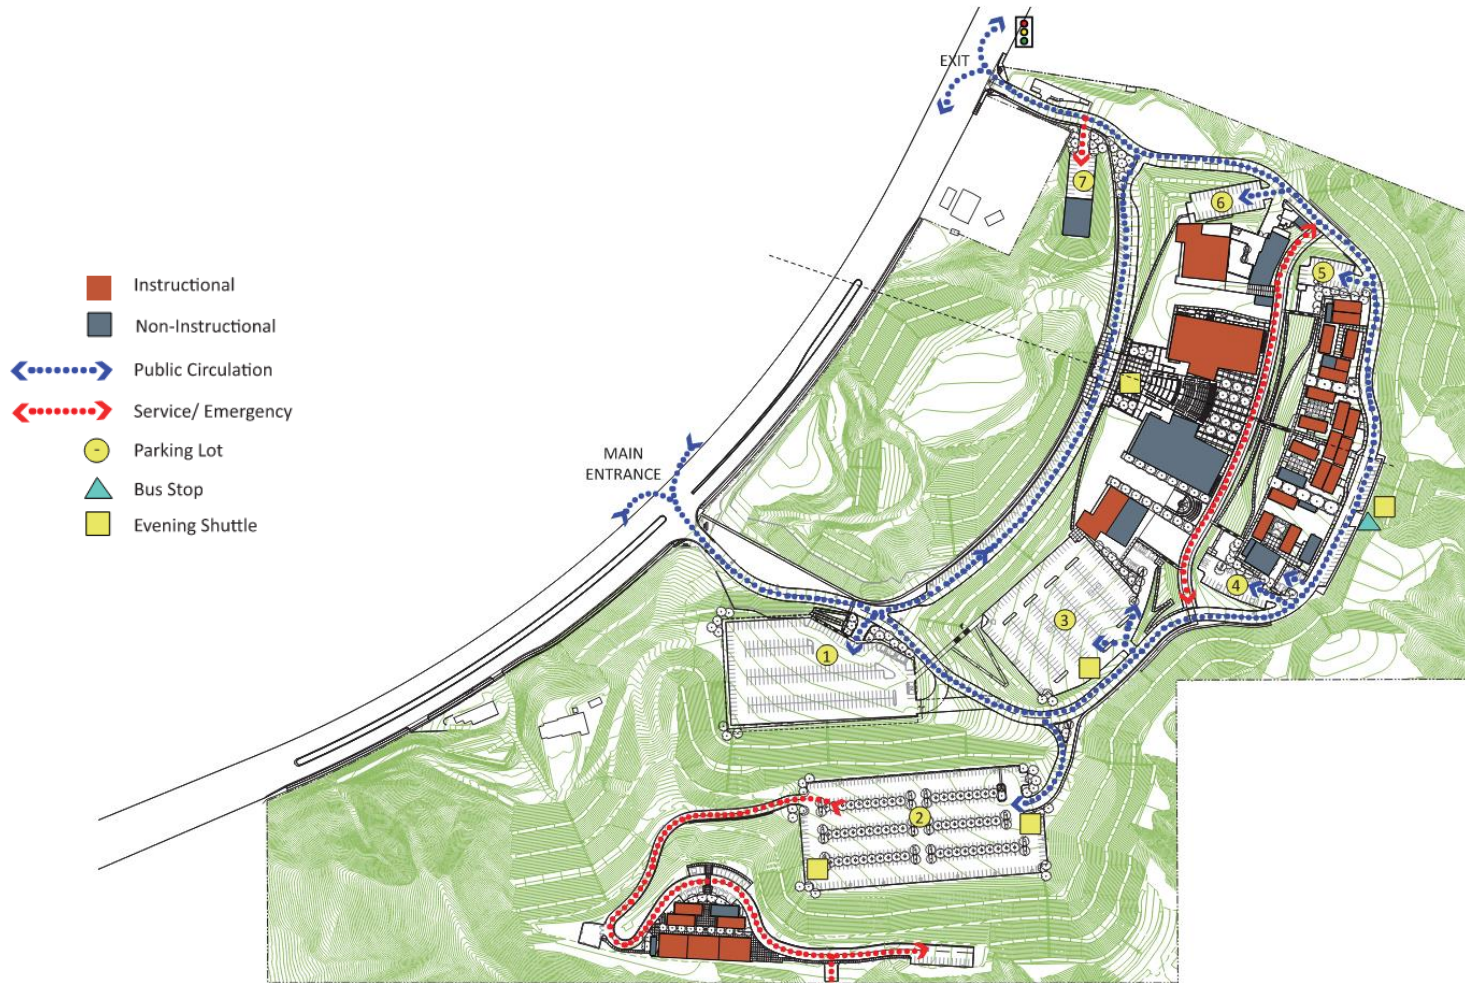 EXIT
7
6
5
Instructional
Non-Instructional
Public Circulation
Service/ Emergency
Parking Lot
Bus Stop
Evening Shuttle
MAIN
ENTRANCE
4
3
1
2